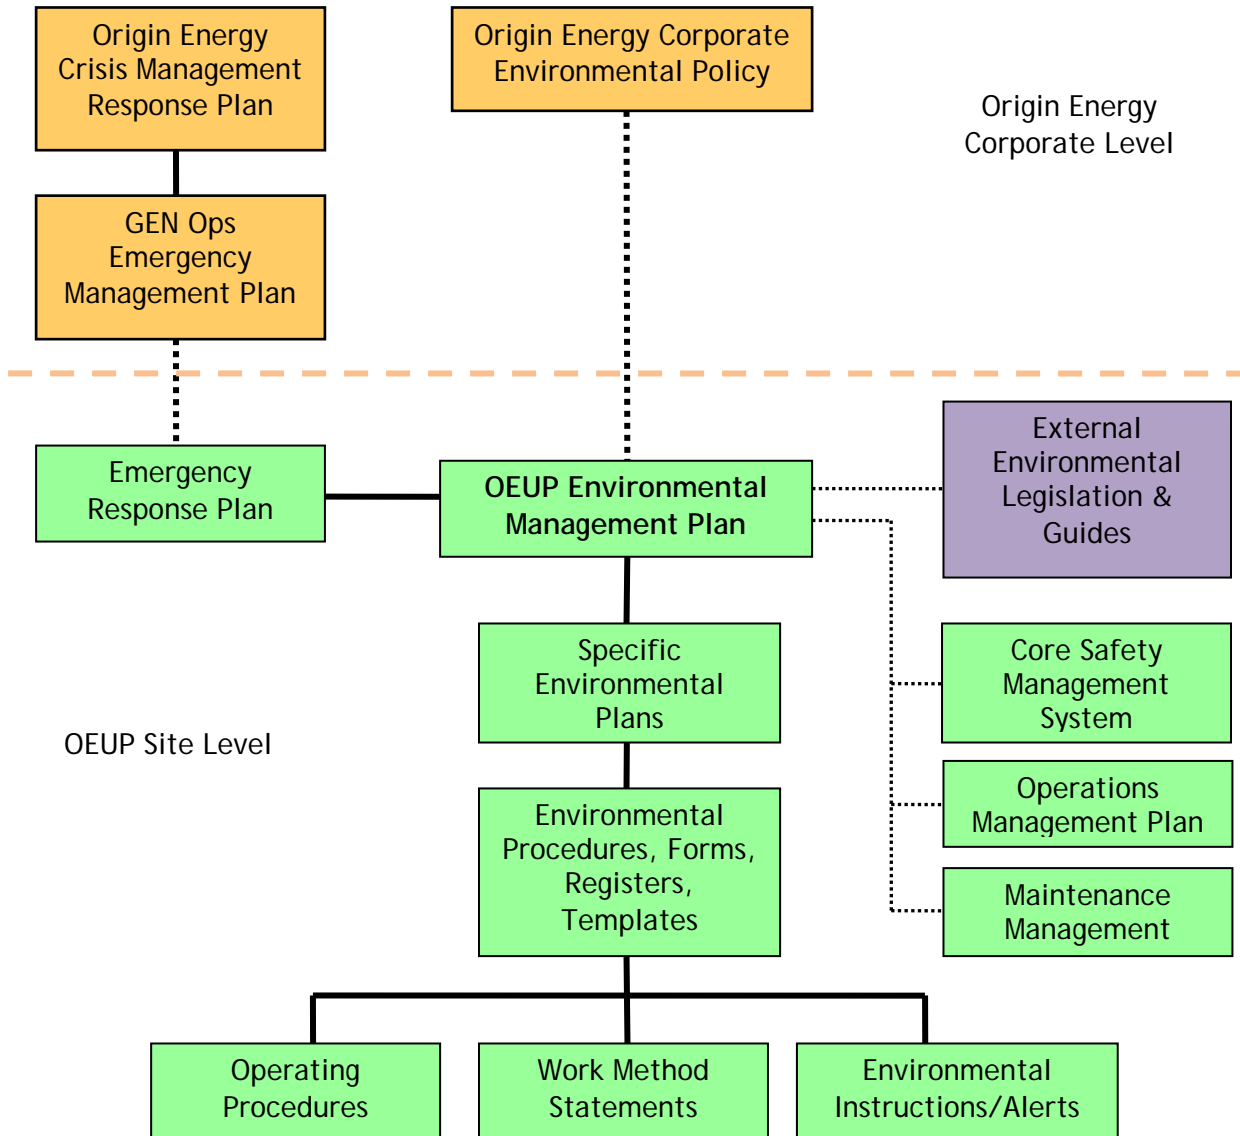 Origin Energy
Crisis Management
Response Plan
Origin Energy Corporate
Environmental Policy
Origin Energy
Corporate Level
GEN Ops
Emergency
Management Plan
Emergency
Response Plan
OEUP Environmental
Management Plan
External
Environmental
Legislation &
Guides
Specific
Environmental
Plans
Core Safety
Management
System
OEUP Site Level
Environmental
Procedures, Forms,
Registers,
Templates
Operations
Management Plan
Maintenance
Management
Operating
Procedures
Work Method
Statements
Environmental
Instructions/Alerts